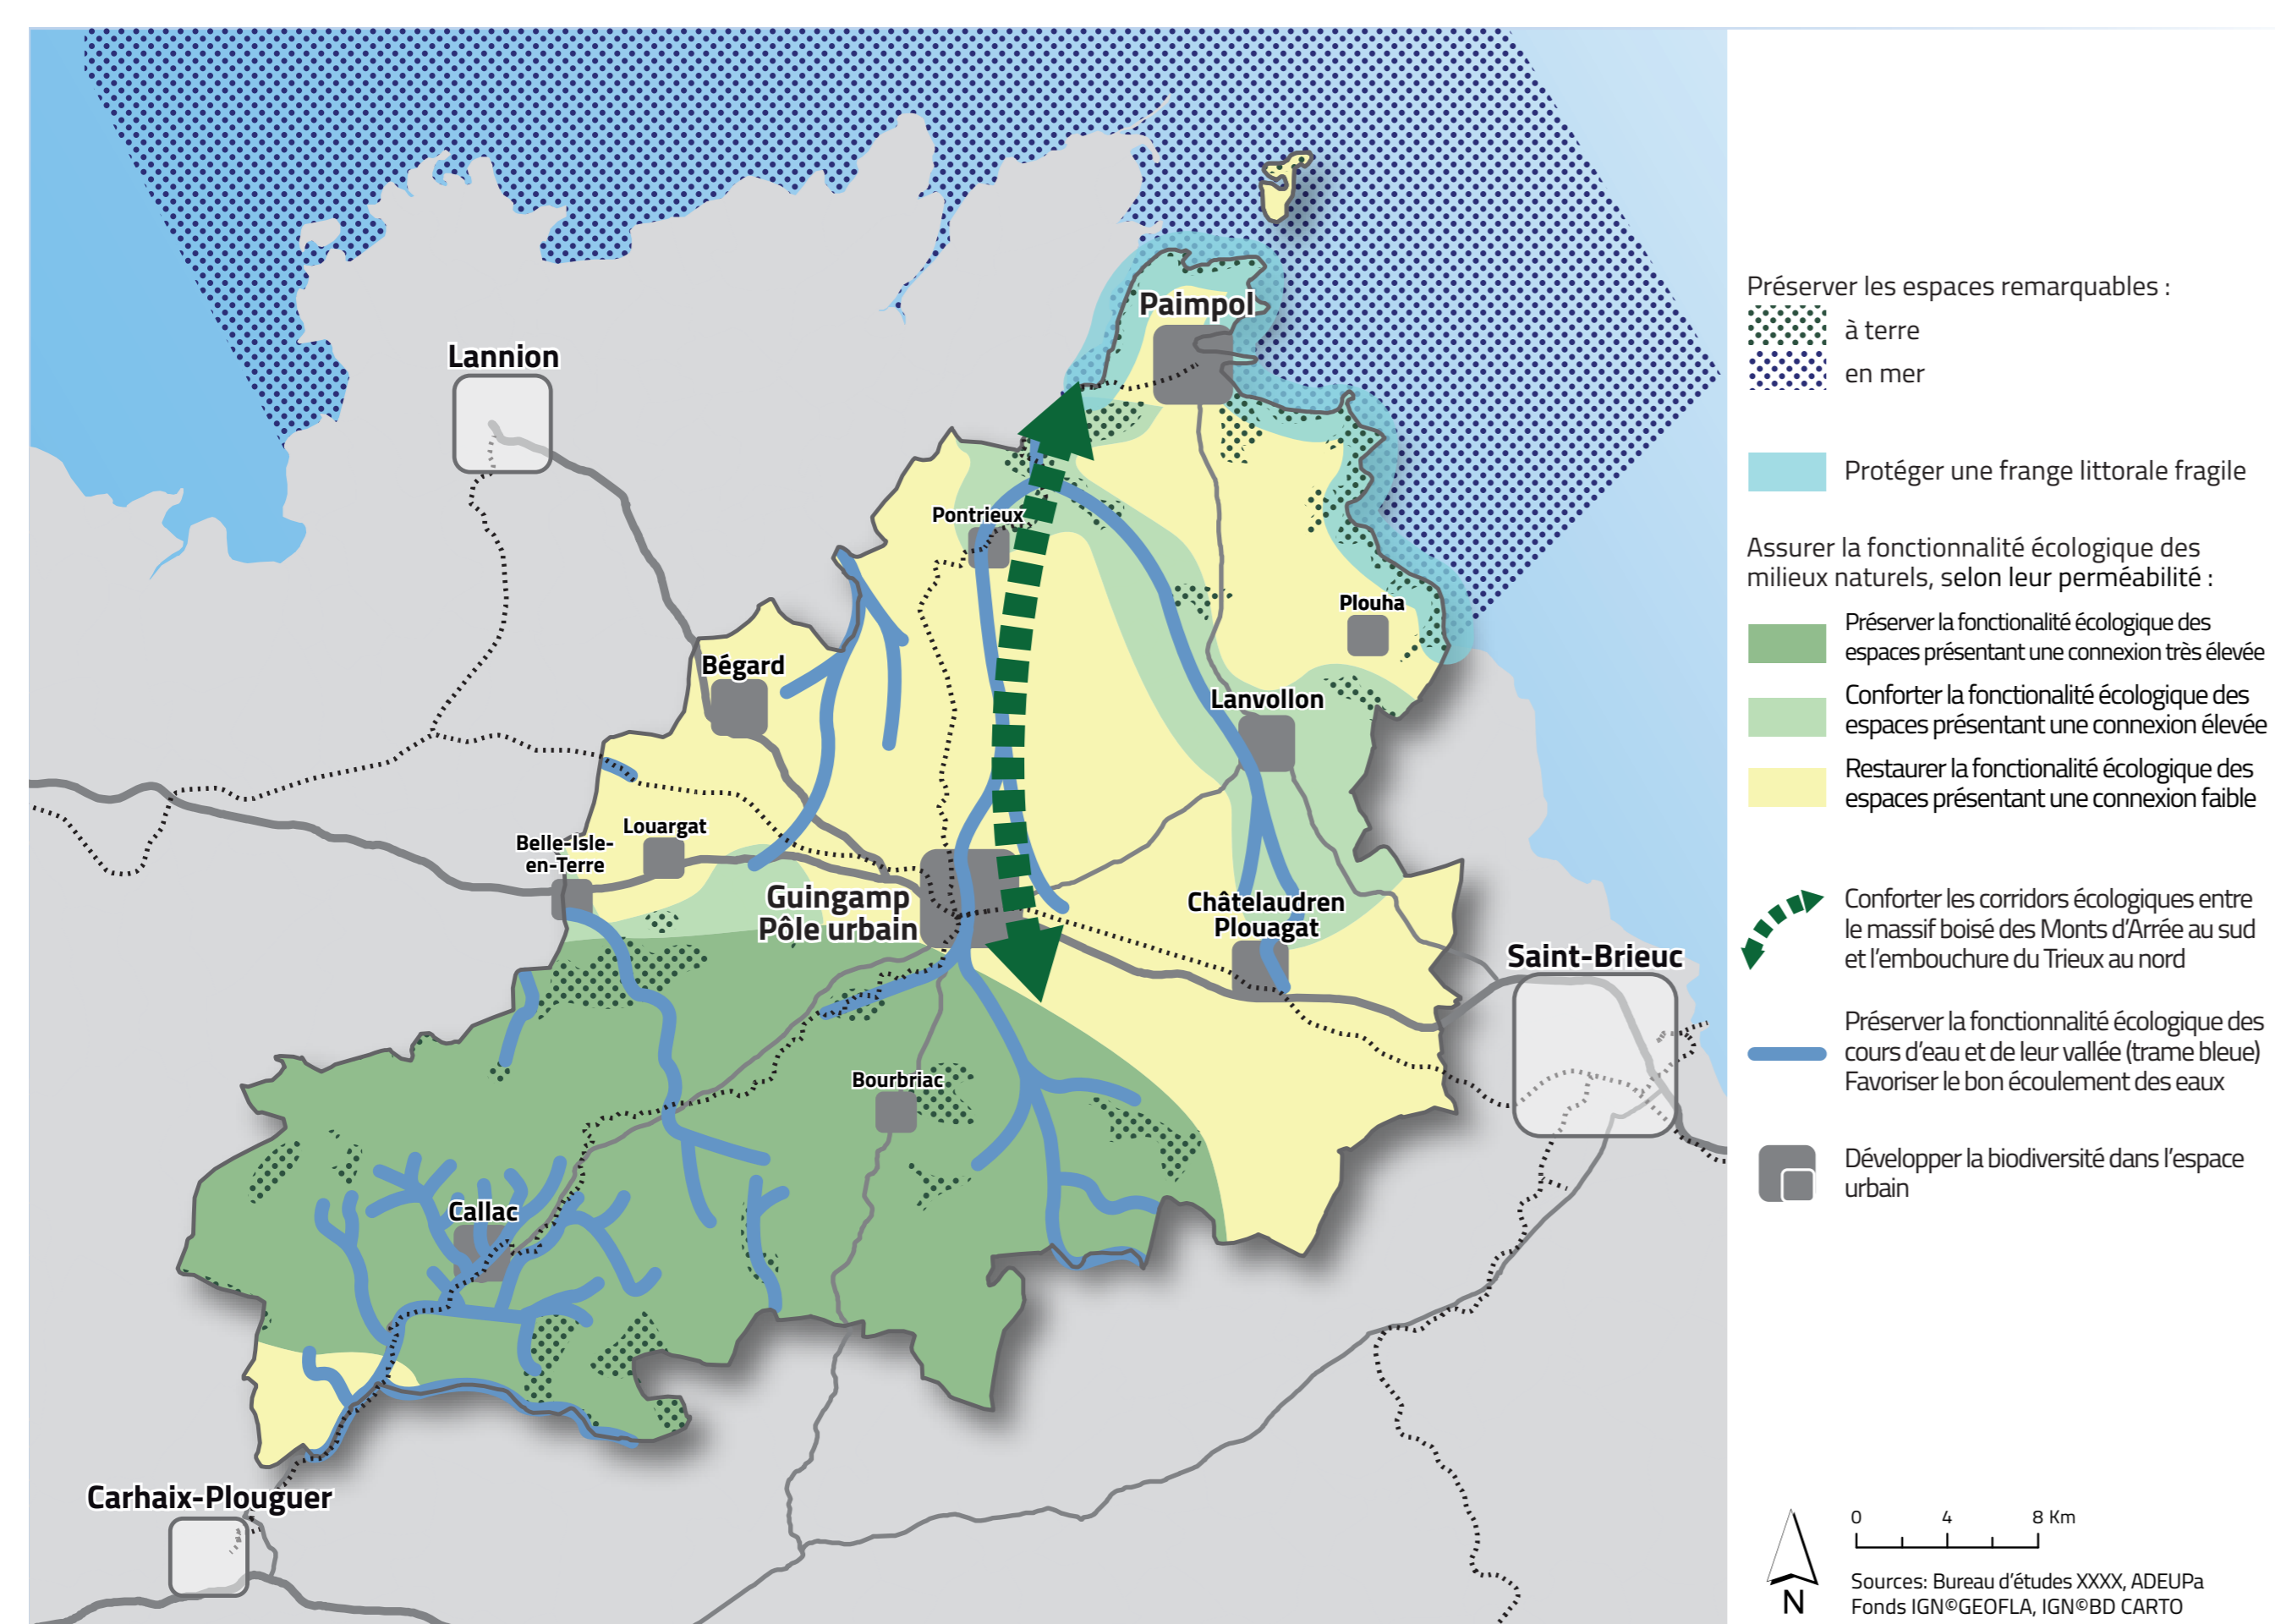 Paimpol
Lannion
Pontrieux
Plouha
Bégard
Lanvollon
Louargat
Belle-Isle-
en-Terre
Guingamp
Pôle urbain
Châtelaudren
Plouagat
Saint-Brieuc
Bourbriac
Callac
Carhaix-Plouguer
Préserver les espaces remarquables :
à terre
en mer
Protéger une frange littorale fragile
Assurer la fonctionnalité écologique des
milieux naturels, selon leur perméabilité :
Préserver la fonctionalité écologique des
espaces présentant une connexion très élevée
Conforter la fonctionalité écologique des
espaces présentant une connexion élevée
Restaurer la fonctionalité écologique des
espaces présentant une connexion faible
Conforter les corridors écologiques entre
le massif boisé des Monts d'Arrée au sud
et l'embouchure du Trieux au nord
Préserver la fonctionnalité écologique des
cours d'eau et de leur vallée (trame bleue)
Favoriser le bon écoulement des eaux
Développer la biodiversité dans l'espace
urbain
0 4 8 Km
N
Sources: Bureau d'études XXXX, ADEUPa
Fonds IGN©GEOFLA, IGN©BD CARTO